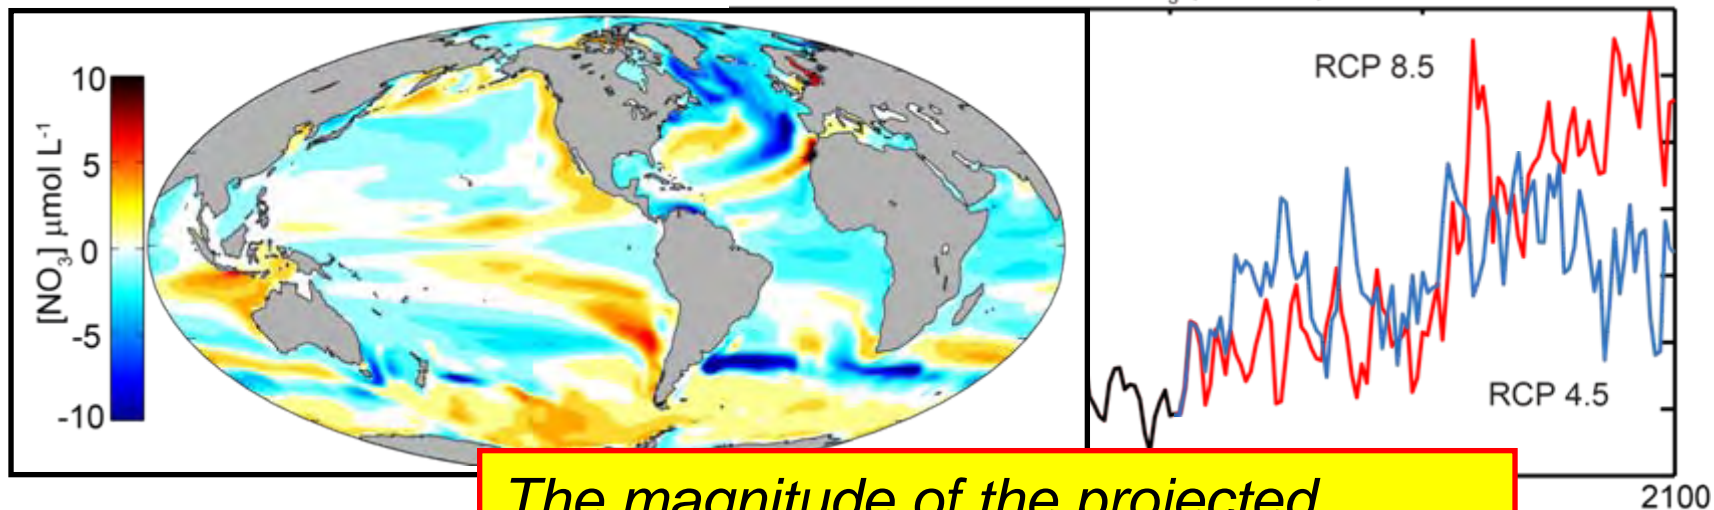 10
5
0
-5
-10
[NO3] μmol L-1
RCP 8.5
RCP 4.5
2100
The magnitude of the projected